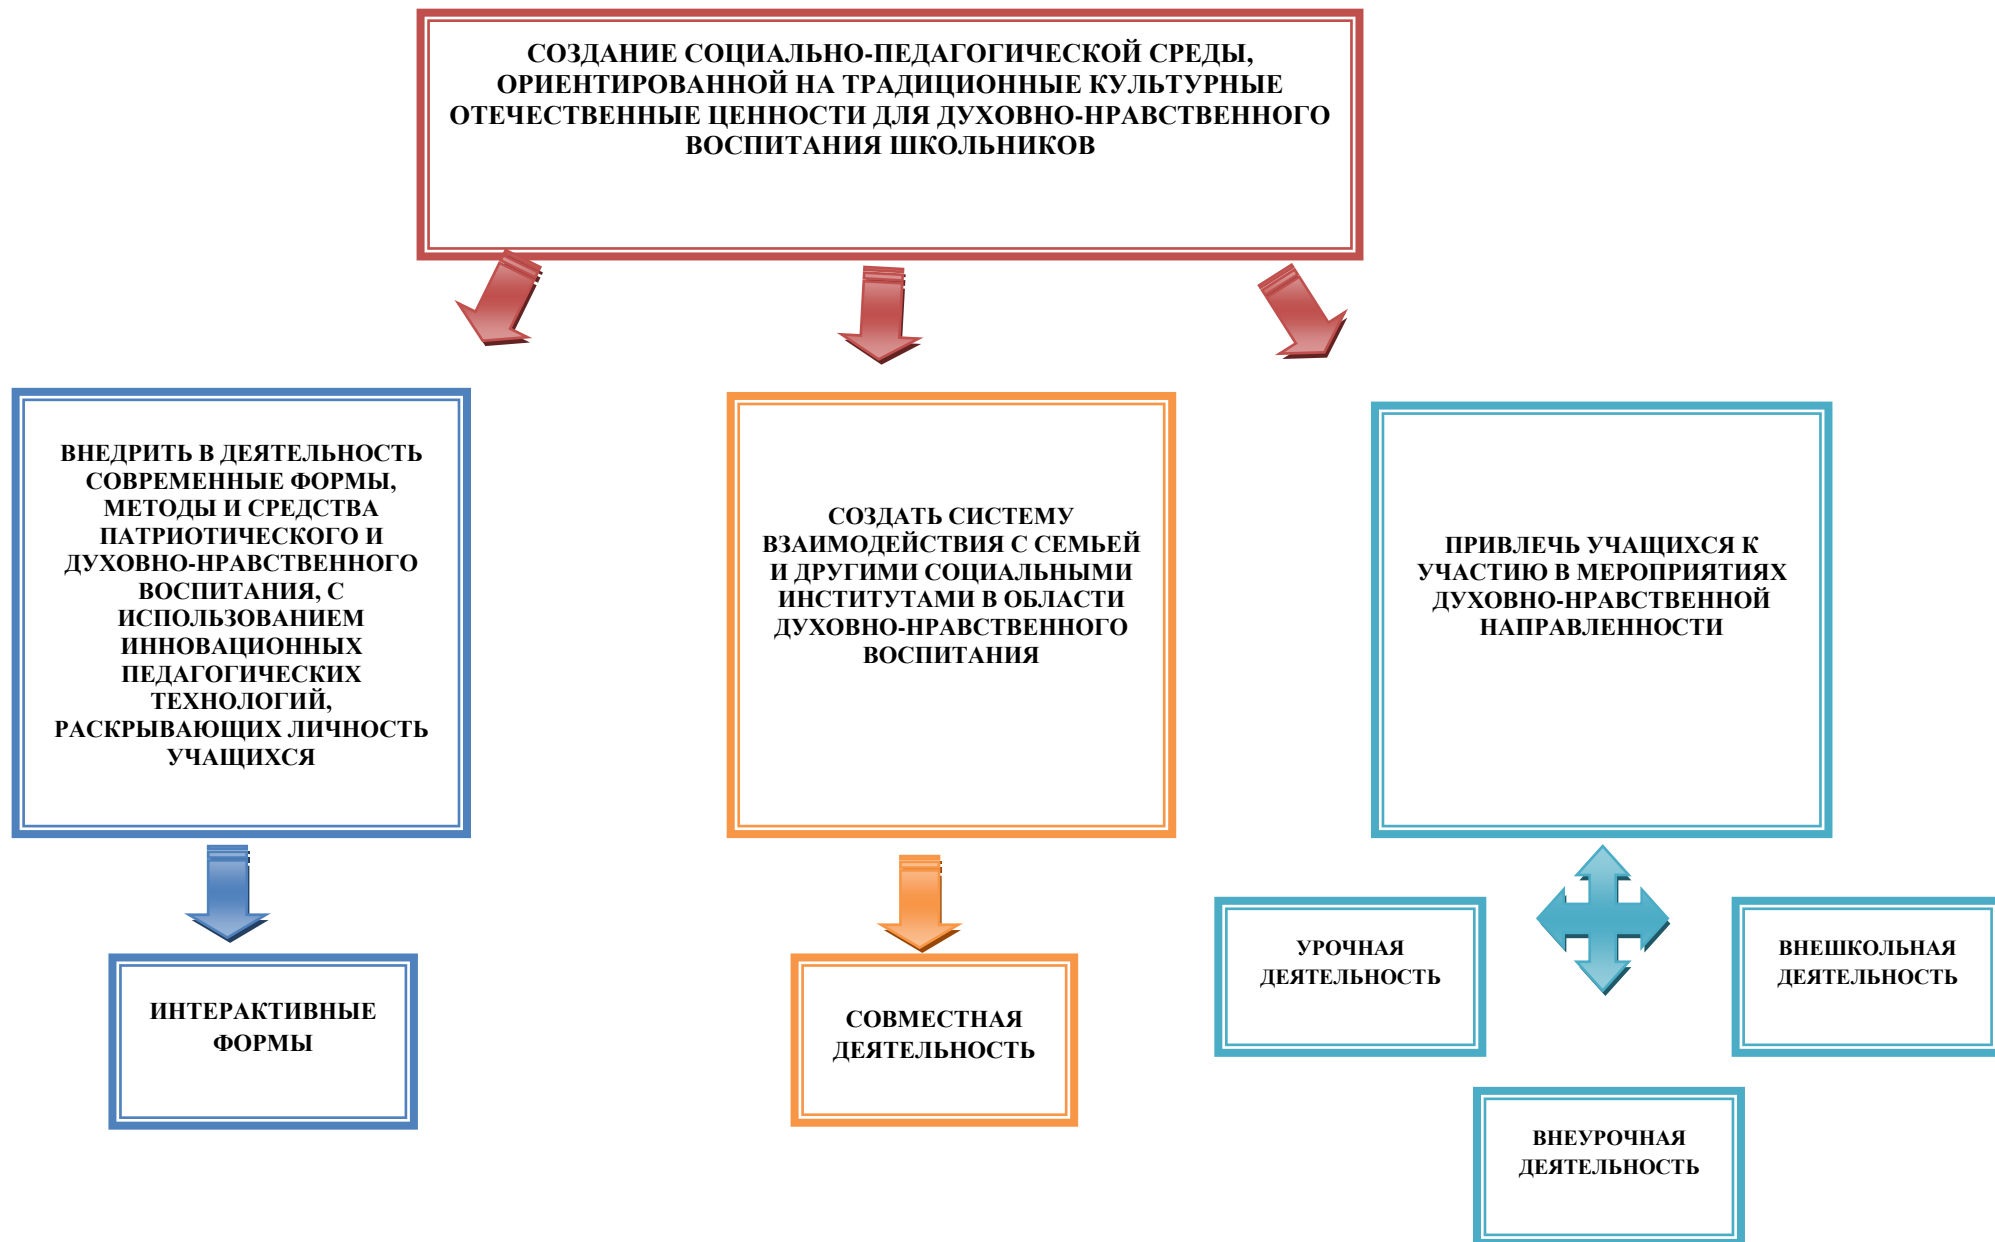 СОЗДАНИЕ СОЦИАЛЬНО-ПЕДАГОГИЧЕСКОЙ СРЕДЫ,
ОРИЕНТИРОВАННОЙ НА ТРАДИЦИОННЫЕ КУЛЬТУРНЫЕ
ОТЕЧЕСТВЕННЫЕ ЦЕННОСТИ ДЛЯ ДУХОВНО-НРАВСТВЕННОГО
ВОСПИТАНИЯ ШКОЛЬНИКОВ
ВНЕДРИТЬ В ДЕЯТЕЛЬНОСТЬ
СОВРЕМЕННЫЕ ФОРМЫ,
МЕТОДЫ И СРЕДСТВА
ПАТРИОТИЧЕСКОГО И
ДУХОВНО-НРАВСТВЕННОГО
ВОСПИТАНИЯ, С
ИСПОЛЬЗОВАНИЕМ
ИННОВАЦИОННЫХ
ПЕДАГОГИЧЕСКИХ
ТЕХНОЛОГИЙ,
РАСКРЫВАЮЩИХ ЛИЧНОСТЬ
УЧАЩИХСЯ
СОЗДАТЬ СИСТЕМУ
ВЗАИМОДЕЙСТВИЯ С СЕМЬЕЙ
И ДРУГИМИ СОЦИАЛЬНЫМИ
ИНСТИТУТАМИ В ОБЛАСТИ
ДУХОВНО-НРАВСТВЕННОГО
ВОСПИТАНИЯ
ПРИВЛЕЧЬ УЧАЩИХСЯ К
УЧАСТИЮ В МЕРОПРИЯТИЯХ
ДУХОВНО-НРАВСТВЕННОЙ
НАПРАВЛЕННОСТИ
ИНТЕРАКТИВНЫЕ
ФОРМЫ
СОВМЕСТНАЯ
ДЕЯТЕЛЬНОСТЬ
УРОЧНАЯ
ДЕЯТЕЛЬНОСТЬ
ВНЕШКОЛЬНАЯ
ДЕЯТЕЛЬНОСТЬ
ВНЕУРОЧНАЯ
ДЕЯТЕЛЬНОСТЬ